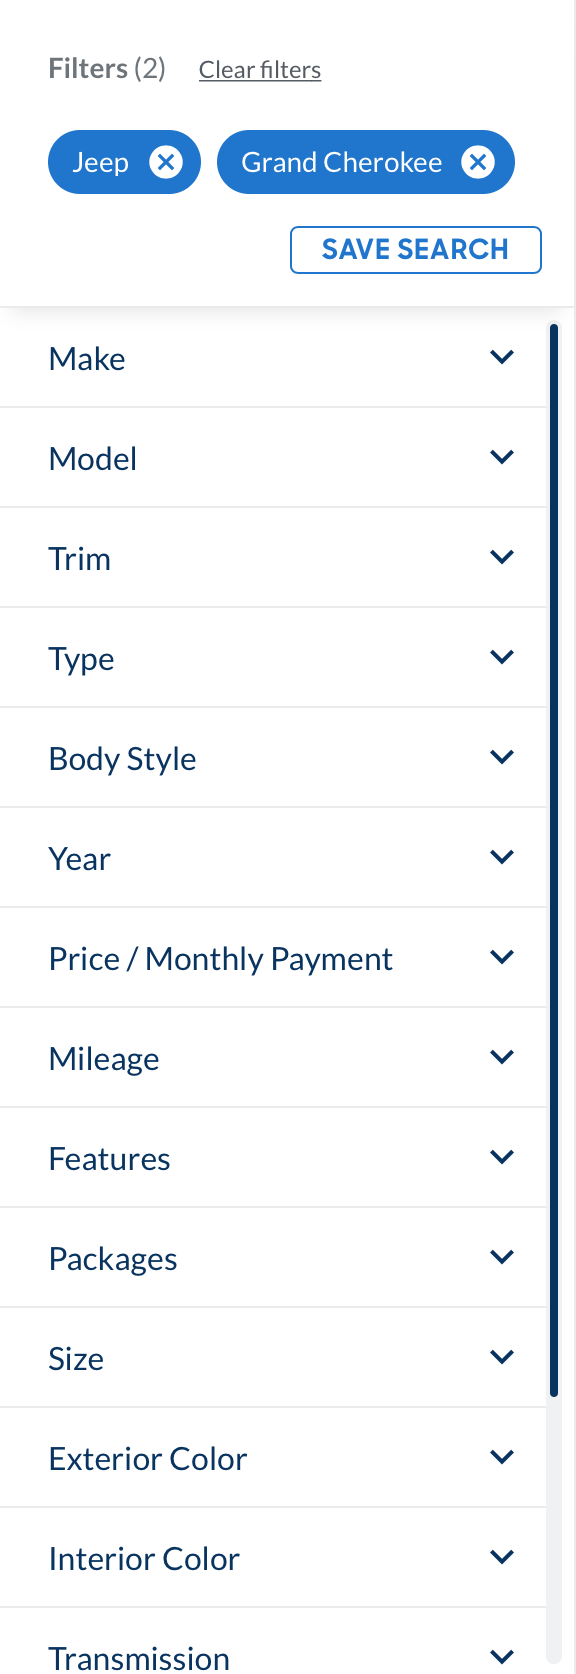 Filters (2) Clear filters
Jeep Grand Cherokee
SAVE SEARCH
Make
Model
Trim
Type
Body Style
Year
Price / Monthly Payment
Mileage
Features
Packages
Size
Exterior Color
Interior Color
Transmission